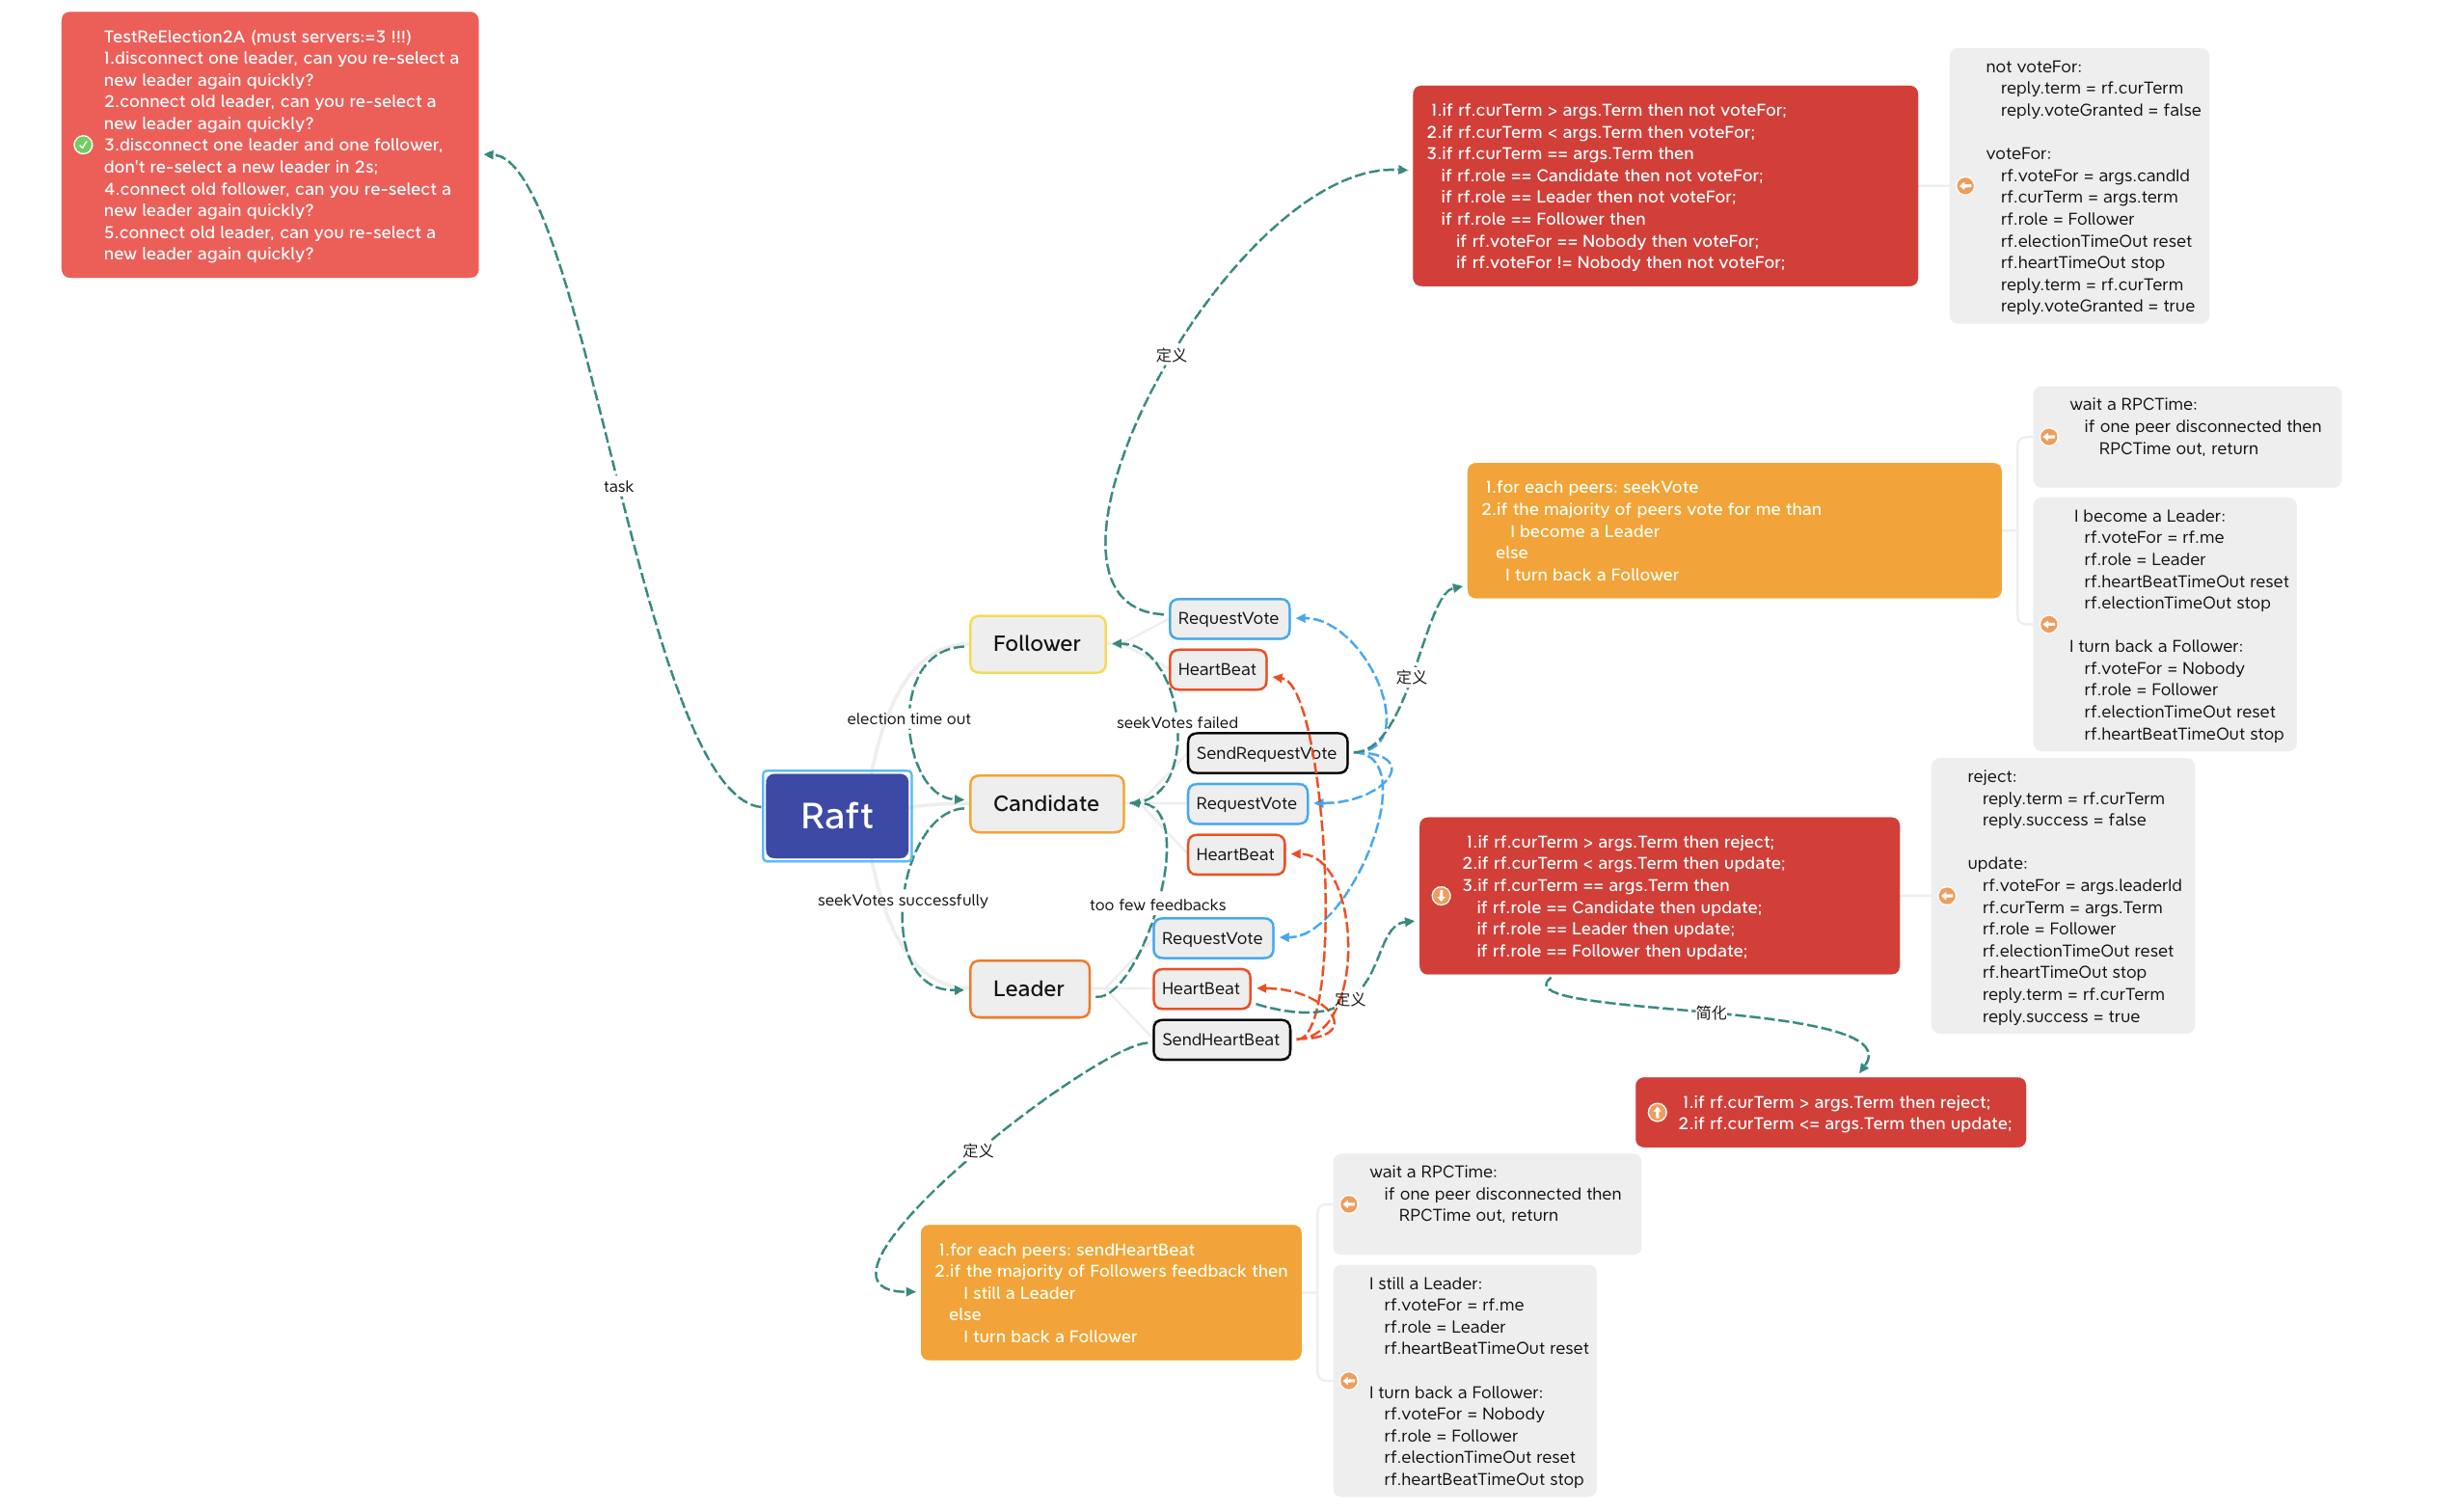 TestReElection2A (must servers:=3 !!!)
1.disconnect one leader, can you re-select a
new leader again quickly?
2.connect old leader, can you re-select a
new leader again quickly?
3.disconnect one leader and one follower,
don't re-select a new leader in 2s;
4.connect old follower, can you re-select a
new leader again quickly?
5.connect old leader, can you re-select a
new leader again quickly?
task
Raft
Follower
election time out
Candidate
seekVotes successfully
Leader
seekVotes failed
too few feedbacks
RequestVote
HeartBeat
SendRequestVote
RequestVote
HeartBeat
RequestVote
HeartBeat
SendHeartBeat
定义
1.if rf.curTerm > args.Term then not voteFor;
2.if rf.curTerm < args.Term then voteFor;
3.if rf.curTerm == args.Term then
if rf.role == Candidate then not voteFor;
if rf.role == Leader then not voteFor;
if rf.role == Follower then
if rf.voteFor == Nobody then voteFor;
if rf.voteFor != Nobody then not voteFor;
not voteFor:
reply.term = rf.curTerm
reply.voteGranted = false
voteFor:
rf.voteFor = args.candId
rf.curTerm = args.term
rf.role = Follower
rf.electionTimeOut reset
rf.heartTimeOut stop
reply.term = rf.curTerm
reply.voteGranted = true
定义
1.for each peers: seekVote
2.if the majority of peers vote for me than
I become a Leader
else
I turn back a Follower
wait a RPCTime:
if one peer disconnected then
RPCTime out, return
I become a Leader:
rf.voteFor = rf.me
rf.role = Leader
rf.heartBeatTimeOut reset
rf.electionTimeOut stop
I turn back a Follower:
rf.voteFor = Nobody
rf.role = Follower
rf.electionTimeOut reset
rf.heartBeatTimeOut stop
定义
1.if rf.curTerm > args.Term then reject;
2.if rf.curTerm < args.Term then update;
3.if rf.curTerm == args.Term then
if rf.role == Candidate then update;
if rf.role == Leader then update;
if rf.role == Follower then update;
reject:
reply.term = rf.curTerm
reply.success = false
update:
rf.voteFor = args.leaderId
rf.curTerm = args.Term
rf.role = Follower
rf.electionTimeOut reset
rf.heartTimeOut stop
reply.term = rf.curTerm
reply.success = true
简化
1.if rf.curTerm > args.Term then reject;
2.if rf.curTerm <= args.Term then update;
定义
1.for each peers: sendHeartBeat
2.if the majority of Followers feedback then
I still a Leader
else
I turn back a Follower
wait a RPCTime:
if one peer disconnected then
RPCTime out, return
I still a Leader:
rf.voteFor = rf.me
rf.role = Leader
rf.heartBeatTimeOut reset
I turn back a Follower:
rf.voteFor = Nobody
rf.role = Follower
rf.electionTimeOut reset
rf.heartBeatTimeOut stop